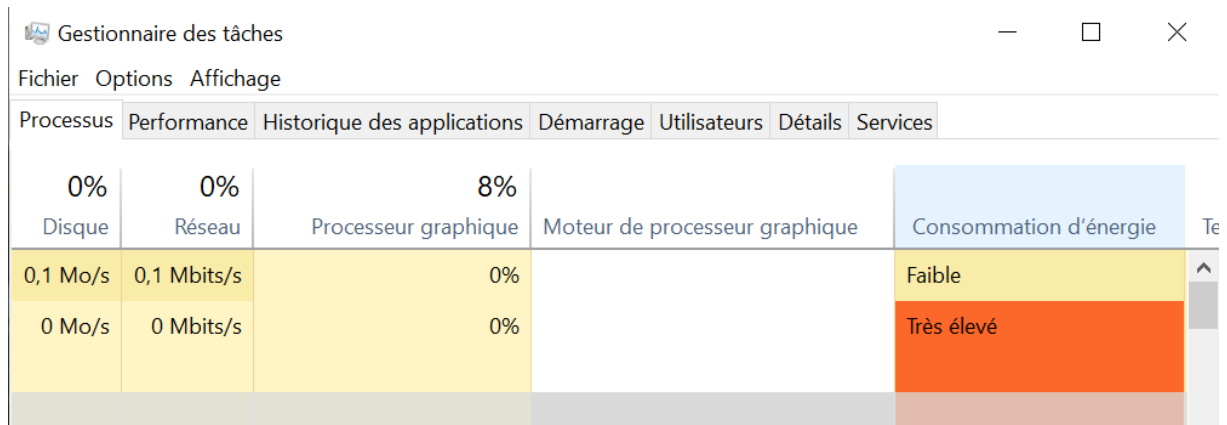 Gestionnaire des tâches
Fichier Options Affichage
Processus Performance Historique des applications Démarrage Utilisateurs Détails Services
0% 0% 8%
Disque Réseau Processeur graphique Moteur de processeur graphique Consommation d'énergie
0,1 Mo/s 0,1 Mbits/s 0% Faible
0 Mo/s 0 Mbits/s 0% Très élevé